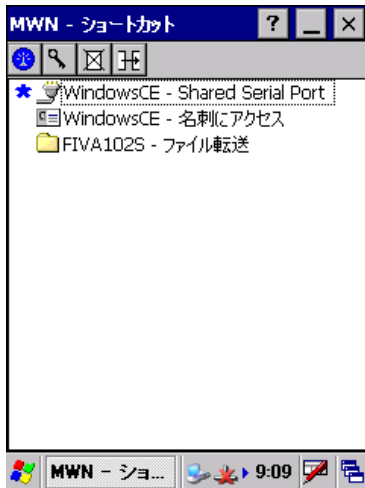 MWN - ショートカット ? _ ×
WindowsCE - Shared Serial Port
WindowsCE - 名刺にアクセス
FIVA102S - ファイル転送
MWN - ショ... 9:09